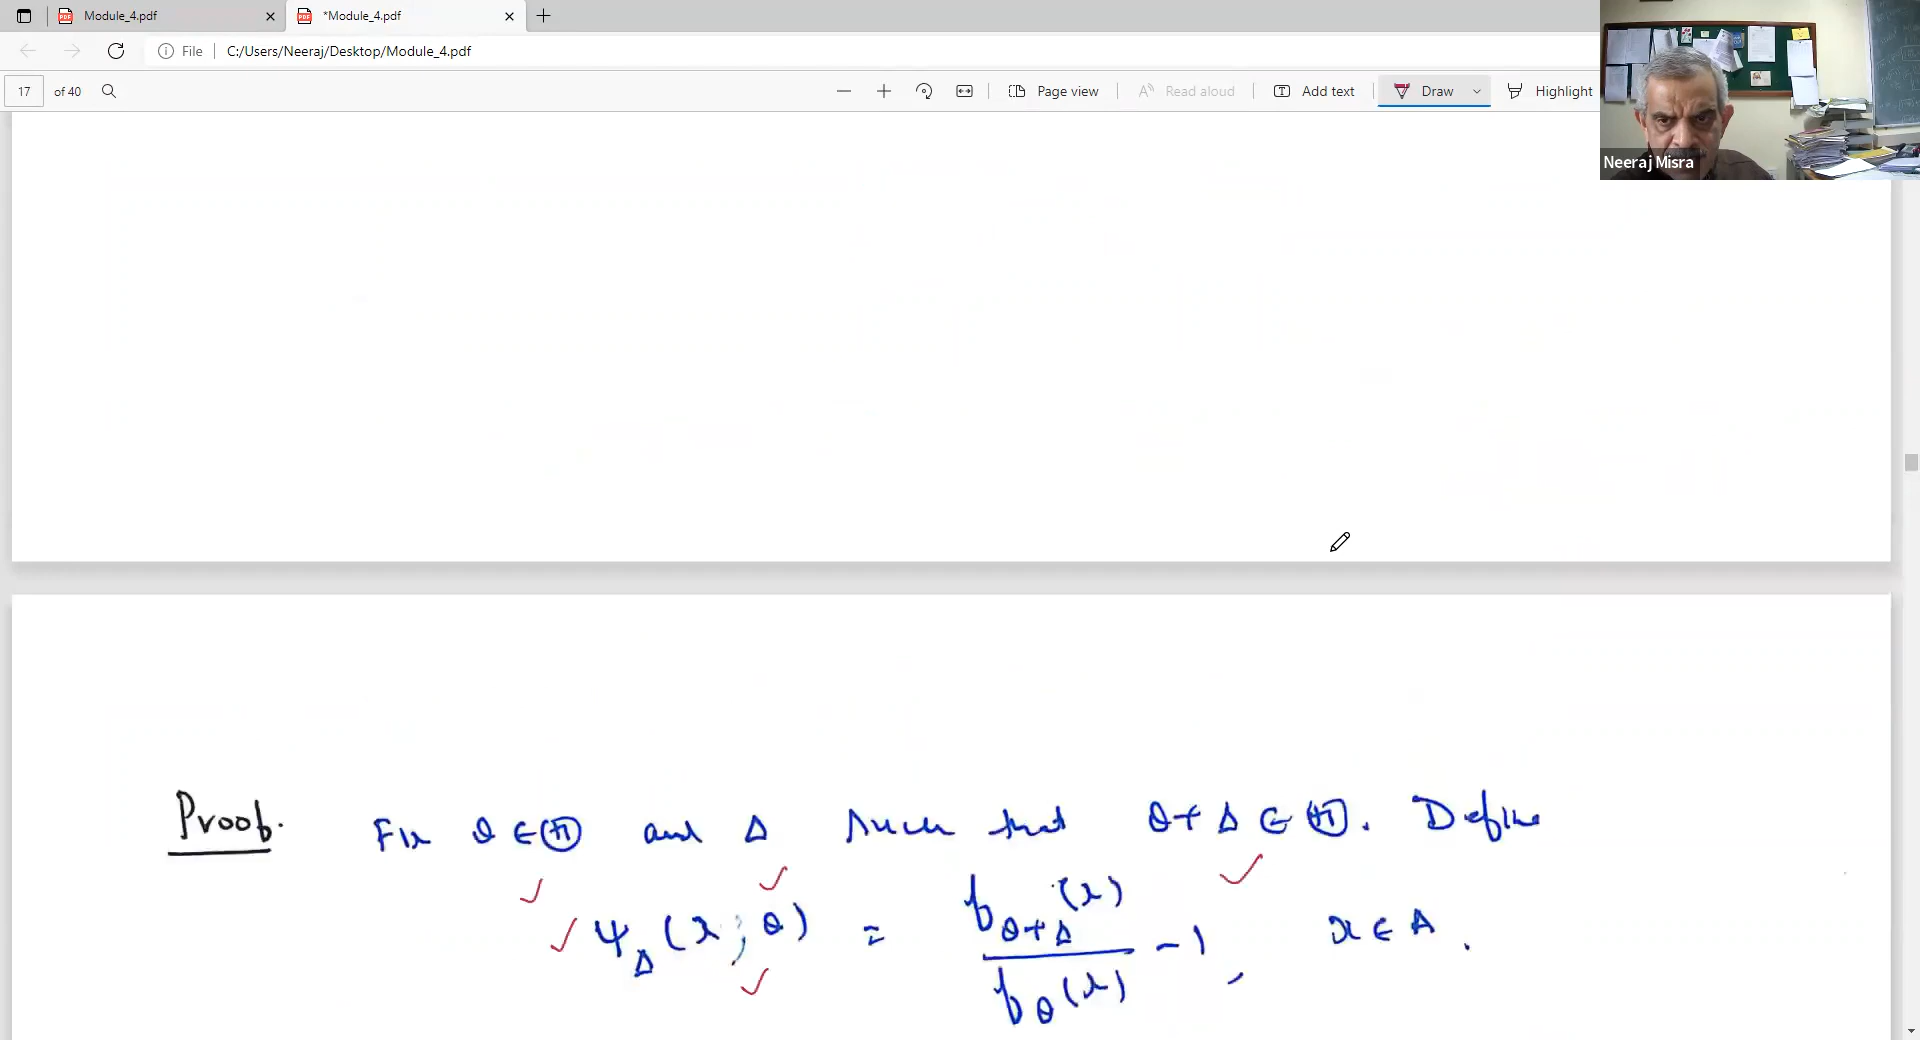 Module_4.pdf *Module_4.pdf
File C:/Users/Neeraj/Desktop/Module_4.pdf
17 of 40 Page view Read aloud Add text Draw Highlight
Neeraj Misra
Proof. Fix θ ∈ Θ and Δ such that θ+Δ ∈ Θ. Define
ψ_Δ(x; θ) = f_{θ+Δ}(x) / f_θ(x) − 1, x ∈ A.